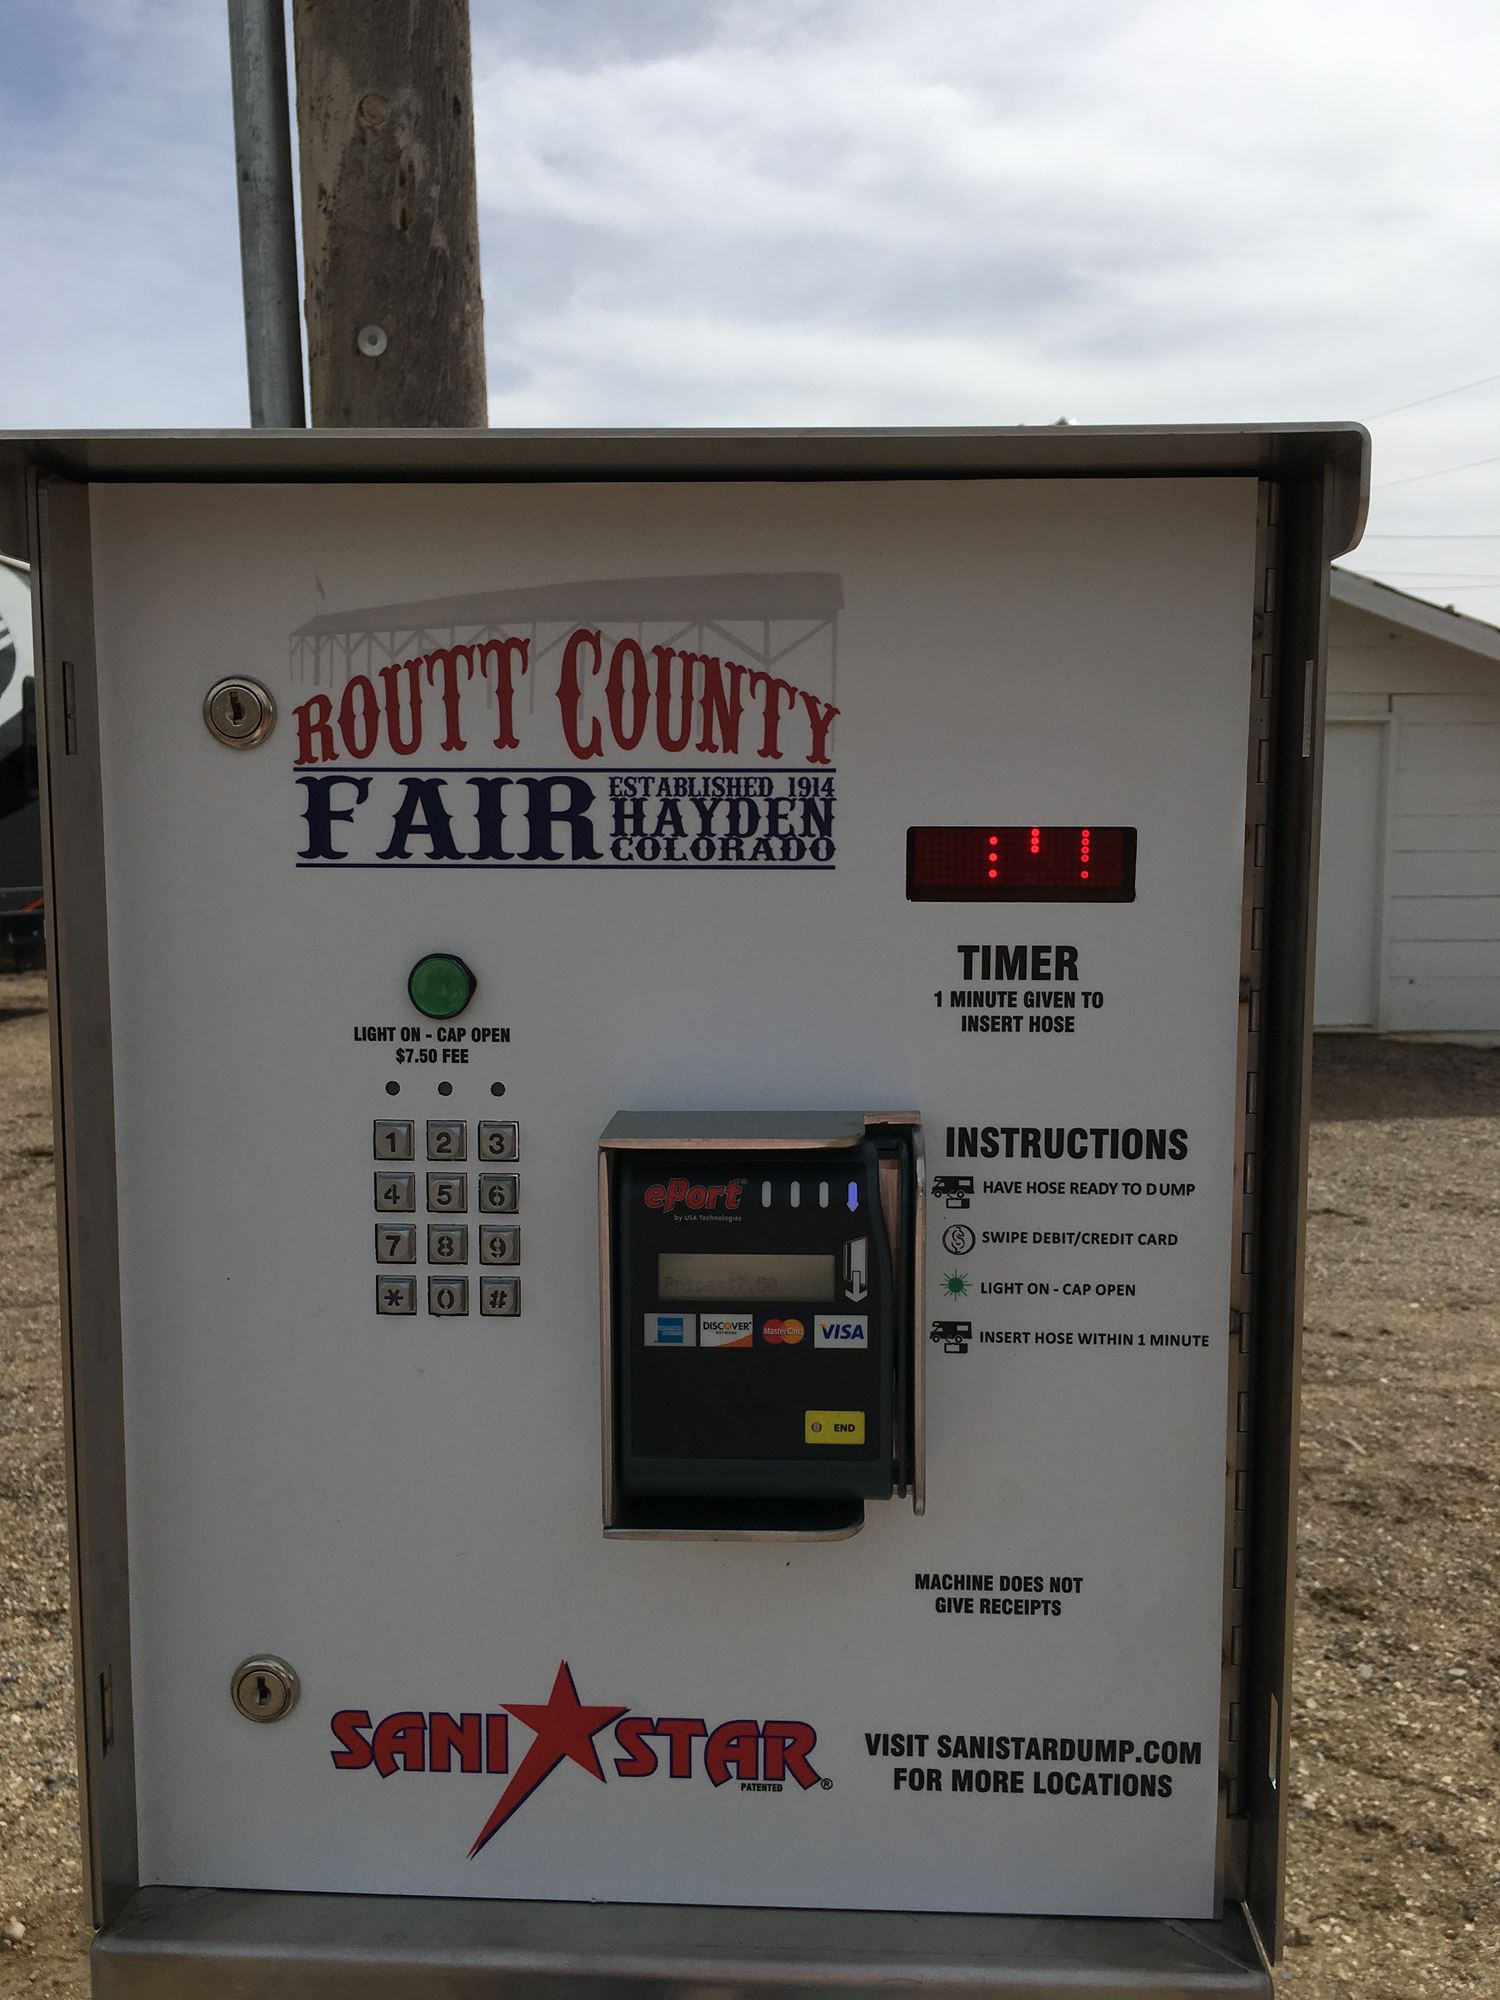 ROUTT COUNTY
FAIR
ESTABLISHED 1914
HAYDEN
COLORADO
TIMER
1 MINUTE GIVEN TO
INSERT HOSE
LIGHT ON - CAP OPEN
$7.50 FEE
1 2 3
4 5 6
7 8 9
* 0 #
ePort
by USA Technologies
Price=$7.50
DISCOVER
NETWORK
MasterCard
VISA
END
INSTRUCTIONS
HAVE HOSE READY TO DUMP
SWIPE DEBIT/CREDIT CARD
LIGHT ON - CAP OPEN
INSERT HOSE WITHIN 1 MINUTE
MACHINE DOES NOT
GIVE RECEIPTS
SANI STAR®
PATENTED
VISIT SANISTARDUMP.COM
FOR MORE LOCATIONS